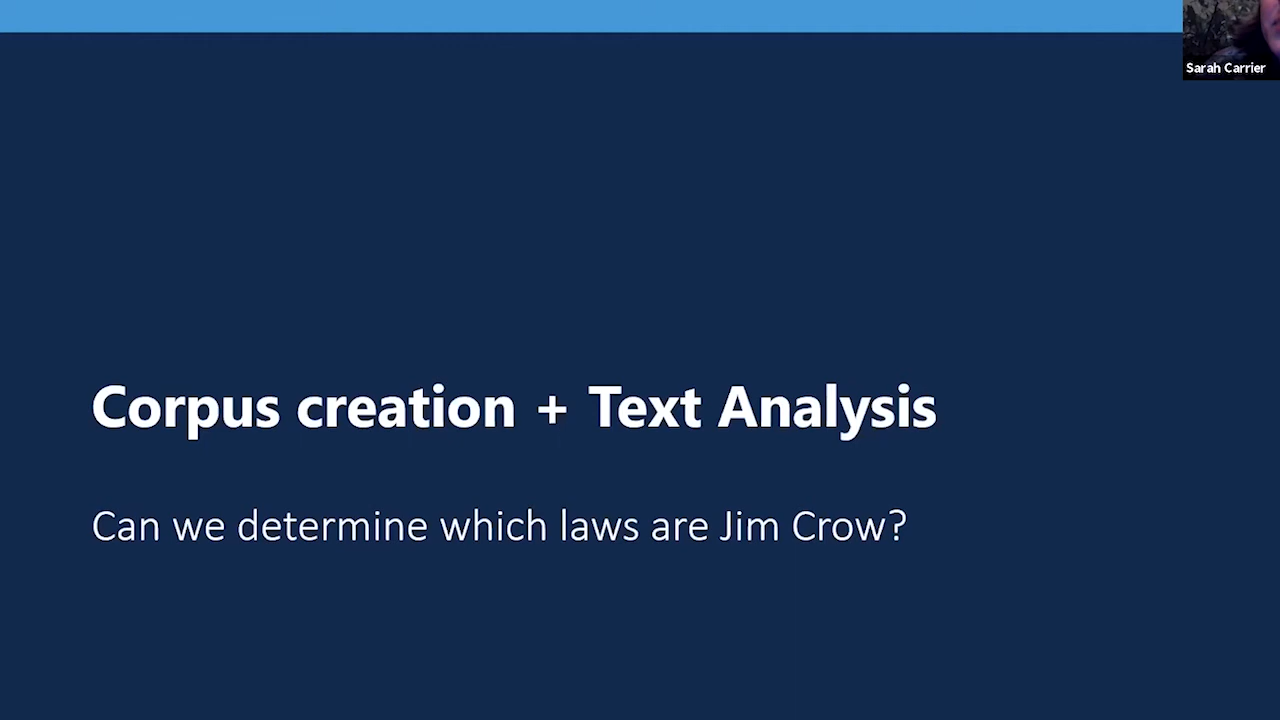 Sarah Carrier
Corpus creation + Text Analysis
Can we determine which laws are Jim Crow?